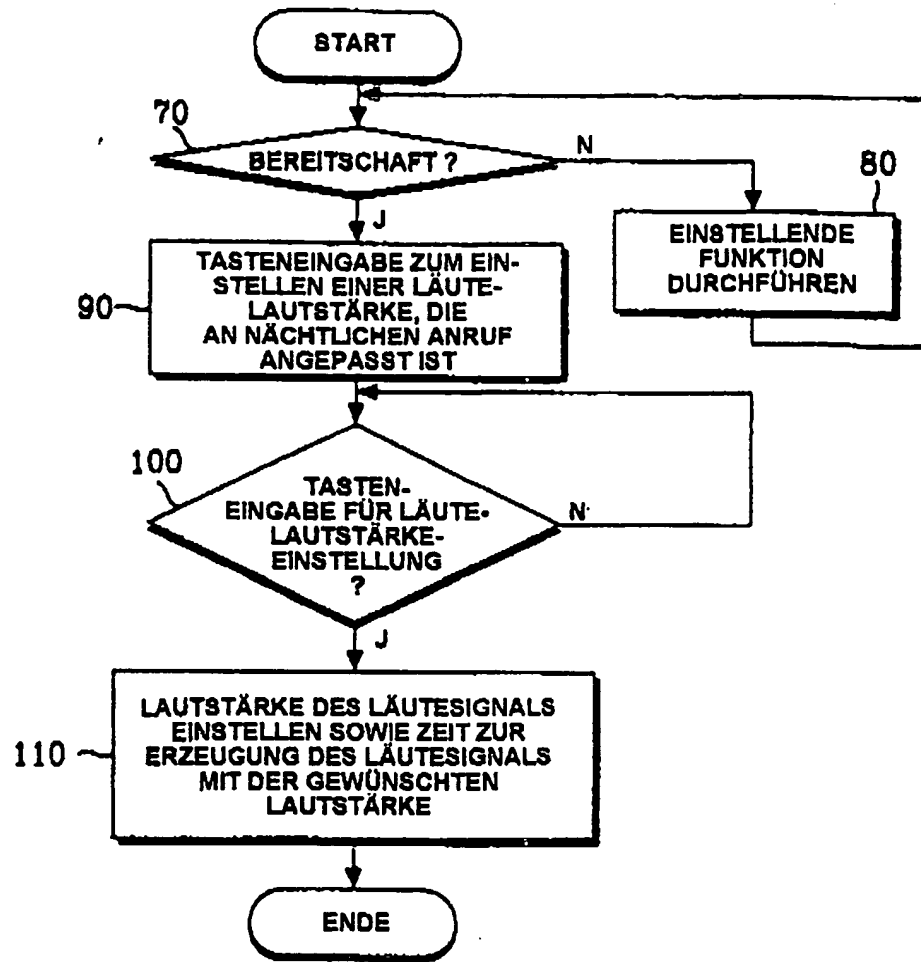 START
70
BEREITSCHAFT ?
N
80
J
EINSTELLENDE
FUNKTION
DURCHFÜHREN
90
TASTENEINGABE ZUM EIN-
STELLEN EINER LÄUTE-
LAUTSTÄRKE, DIE
AN NÄCHTLICHEN ANRUF
ANGEPASST IST
100
TASTEN-
EINGABE FÜR LÄUTE-
LAUTSTÄRKE-
EINSTELLUNG
?
N
J
110
LAUTSTÄRKE DES LÄUTESIGNALS
EINSTELLEN SOWIE ZEIT ZUR
ERZEUGUNG DES LÄUTESIGNALS
MIT DER GEWÜNSCHTEN
LAUTSTÄRKE
ENDE